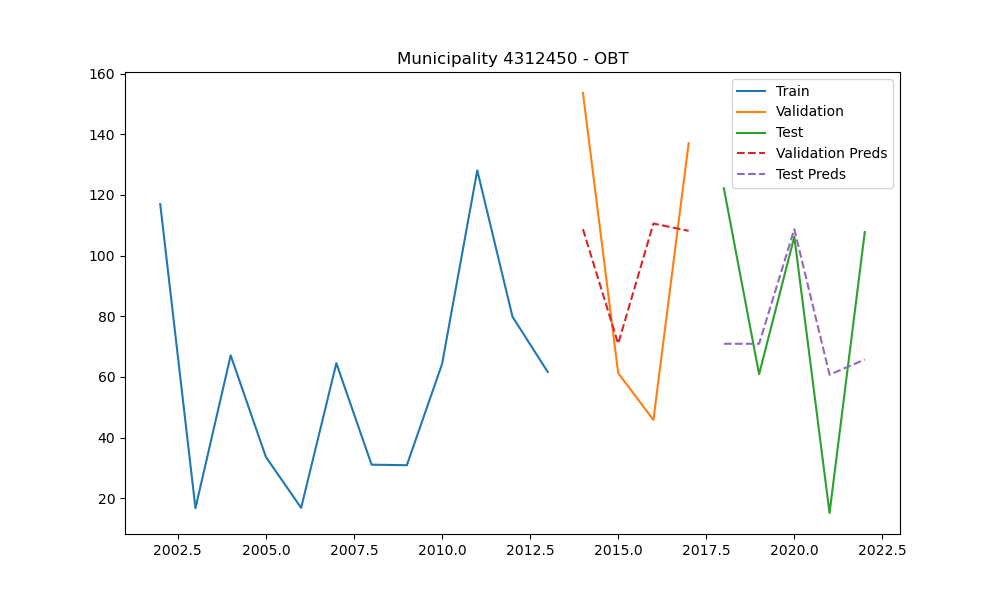 Municipality 4312450 - OBT
160
140
120
100
80
60
40
20
2002.5 2005.0 2007.5 2010.0 2012.5 2015.0 2017.5 2020.0 2022.5
Train
Validation
Test
Validation Preds
Test Preds